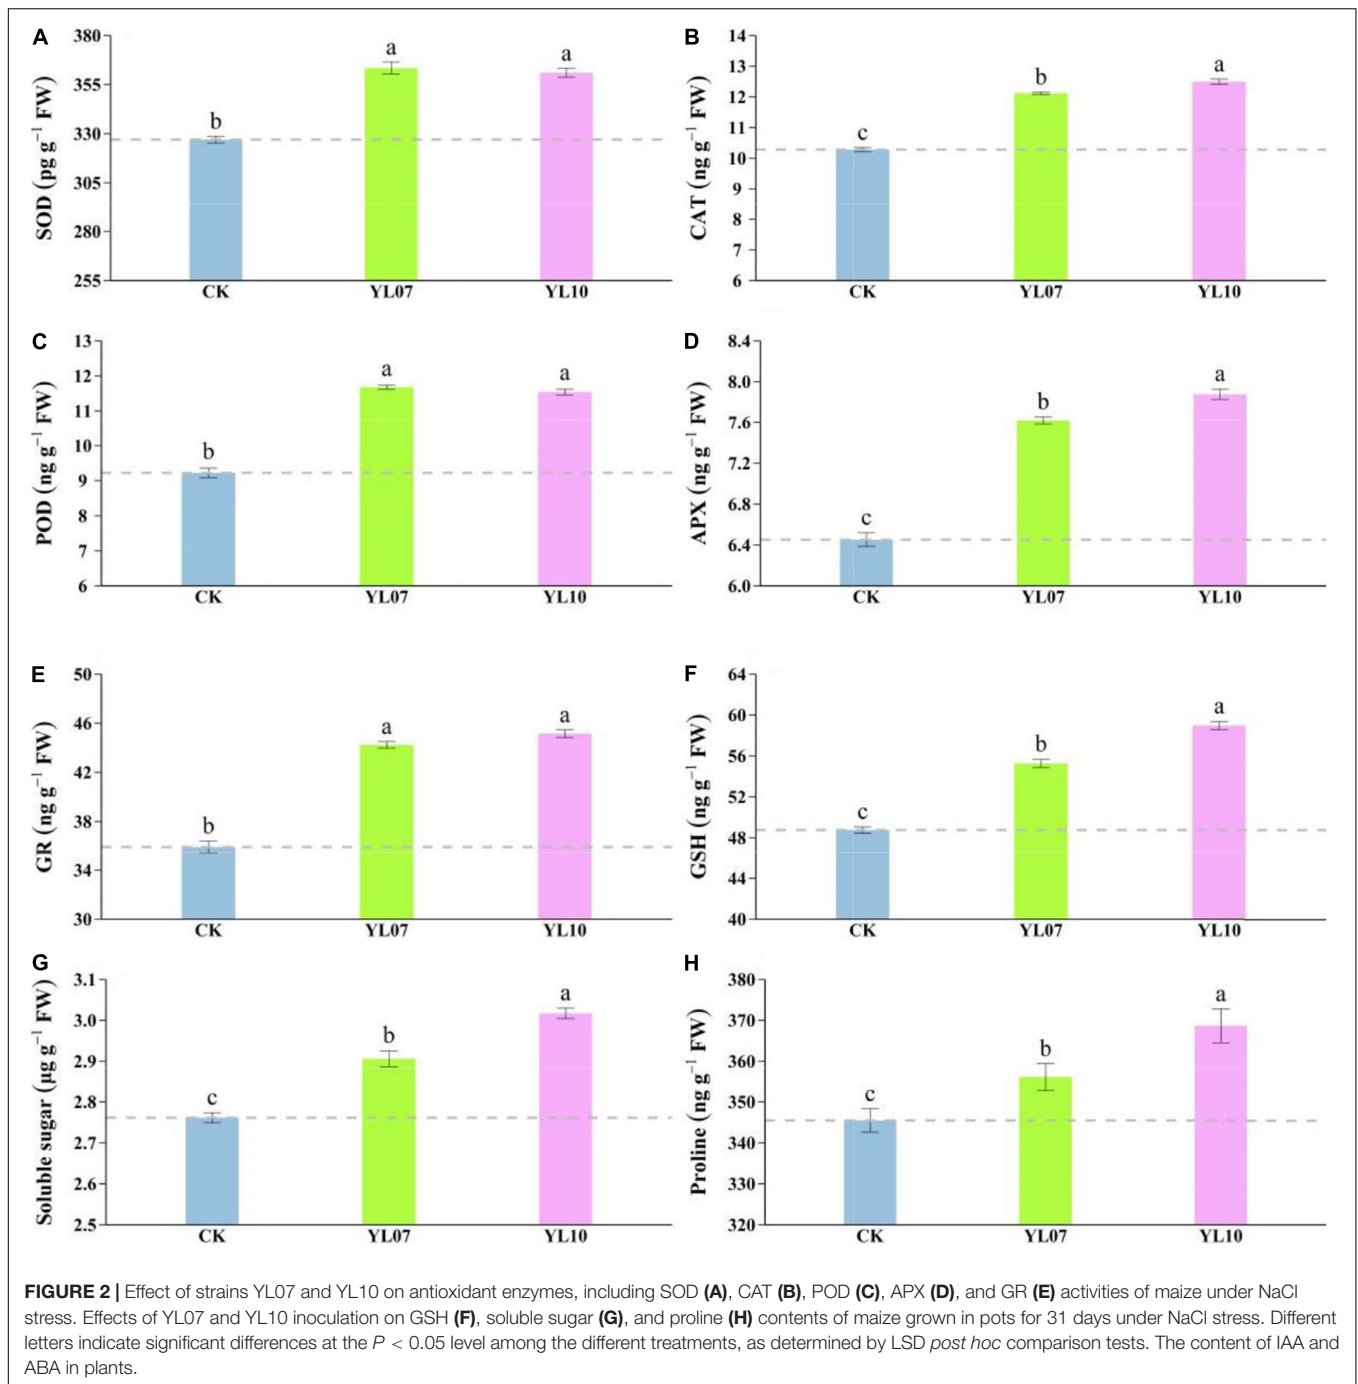 A
SOD (pg g⁻¹ FW)
380
355
330
305
280
255
b
a
a
CK YL07 YL10
B
CAT (ng g⁻¹ FW)
14
13
12
11
10
9
8
7
6
c
b
a
CK YL07 YL10
C
POD (ng g⁻¹ FW)
13
12
11
10
9
8
7
6
b
a
a
CK YL07 YL10
D
APX (ng g⁻¹ FW)
8.4
8.0
7.6
7.2
6.8
6.4
6.0
c
b
a
CK YL07 YL10
E
GR (ng g⁻¹ FW)
50
46
42
38
34
30
b
a
a
CK YL07 YL10
F
GSH (ng g⁻¹ FW)
64
60
56
52
48
44
40
c
b
a
CK YL07 YL10
G
Soluble sugar (µg g⁻¹ FW)
3.1
3.0
2.9
2.8
2.7
2.6
2.5
c
b
a
CK YL07 YL10
H
Proline (ng g⁻¹ FW)
380
370
360
350
340
330
320
c
b
a
CK YL07 YL10
FIGURE 2 | Effect of strains YL07 and YL10 on antioxidant enzymes, including SOD (A), CAT (B), POD (C), APX (D), and GR (E) activities of maize under NaCl
stress. Effects of YL07 and YL10 inoculation on GSH (F), soluble sugar (G), and proline (H) contents of maize grown in pots for 31 days under NaCl stress. Different
letters indicate significant differences at the P < 0.05 level among the different treatments, as determined by LSD post hoc comparison tests. The content of IAA and
ABA in plants.